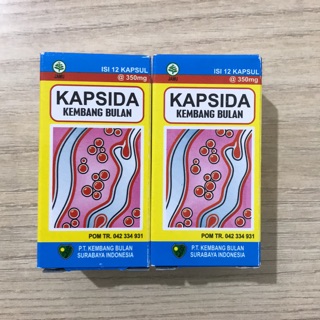 ISI 12 KAPSUL
@ 350mg
KAPSIDA
KEMBANG BULAN
POM TR. 042 334 931
P.T. KEMBANG BULAN
SURABAYA INDONESIA
ISI 12 KAPSUL
@ 350mg
KAPSIDA
KEMBANG BULAN
POM TR. 042 334 931
P.T. KEMBANG BULAN
SURABAYA INDONESIA